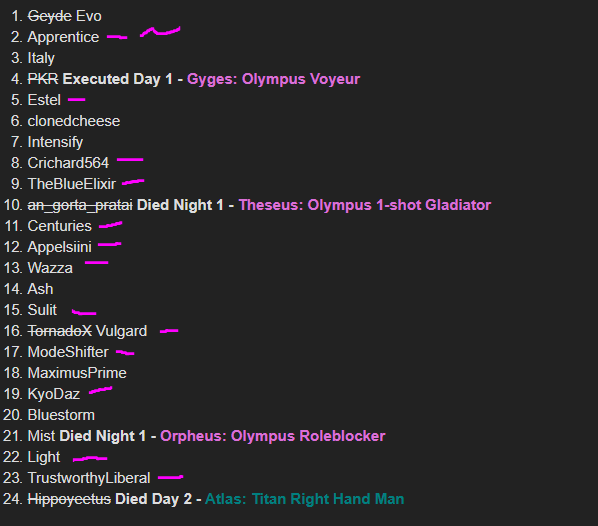 1. Geyde Evo
2. Apprentice
3. Italy
4. PKR Executed Day 1 - Gyges: Olympus Voyeur
5. Estel
6. clonedcheese
7. Intensify
8. Crichard564
9. TheBlueElixir
10. an_gorta_pratai Died Night 1 - Theseus: Olympus 1-shot Gladiator
11. Centuries
12. Appelsiini
13. Wazza
14. Ash
15. Sulit
16. TornadoX Vulgard
17. ModeShifter
18. MaximusPrime
19. KyoDaz
20. Bluestorm
21. Mist Died Night 1 - Orpheus: Olympus Roleblocker
22. Light
23. TrustworthyLiberal
24. Hippoyectus Died Day 2 - Atlas: Titan Right Hand Man